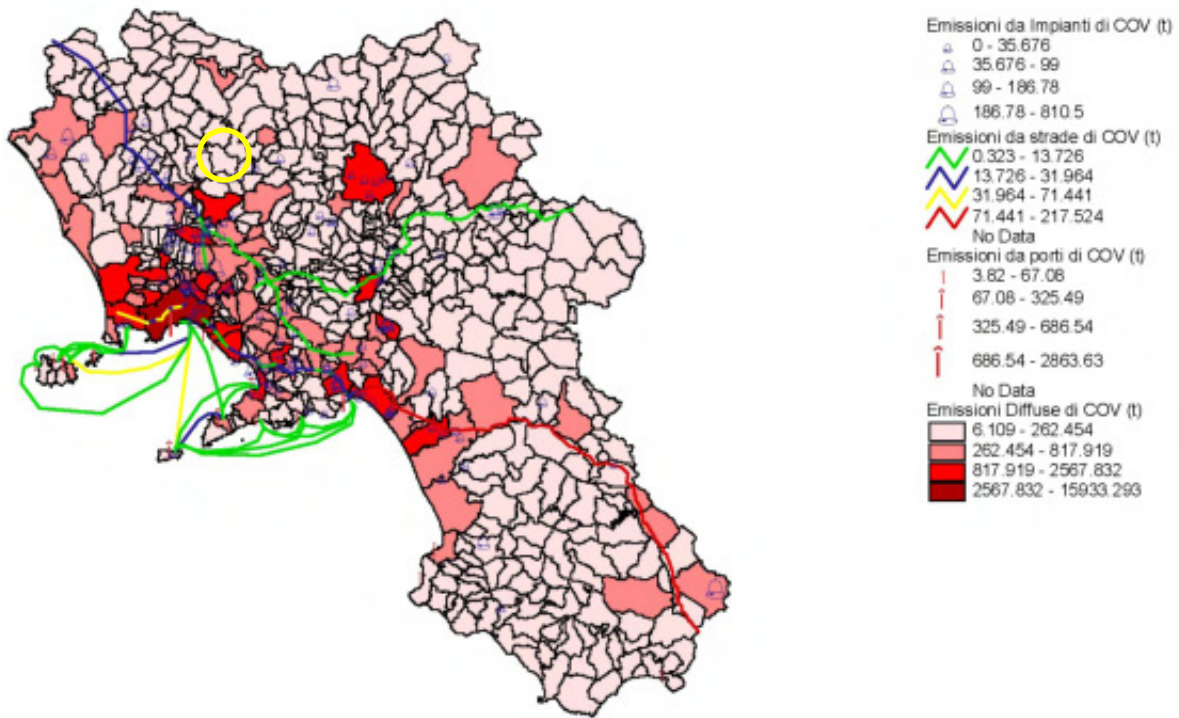 Emissioni da Impianti di COV (t)
0 - 35.676
35.676 - 99
99 - 186.78
186.78 - 810.5
Emissioni da strade di COV (t)
0.323 - 13.726
13.726 - 31.964
31.964 - 71.441
71.441 - 217.524
No Data
Emissioni da porti di COV (t)
3.82 - 67.08
67.08 - 325.49
325.49 - 686.54
686.54 - 2863.63
No Data
Emissioni Diffuse di COV (t)
6.109 - 262.454
262.454 - 817.919
817.919 - 2567.832
2567.832 - 15933.293